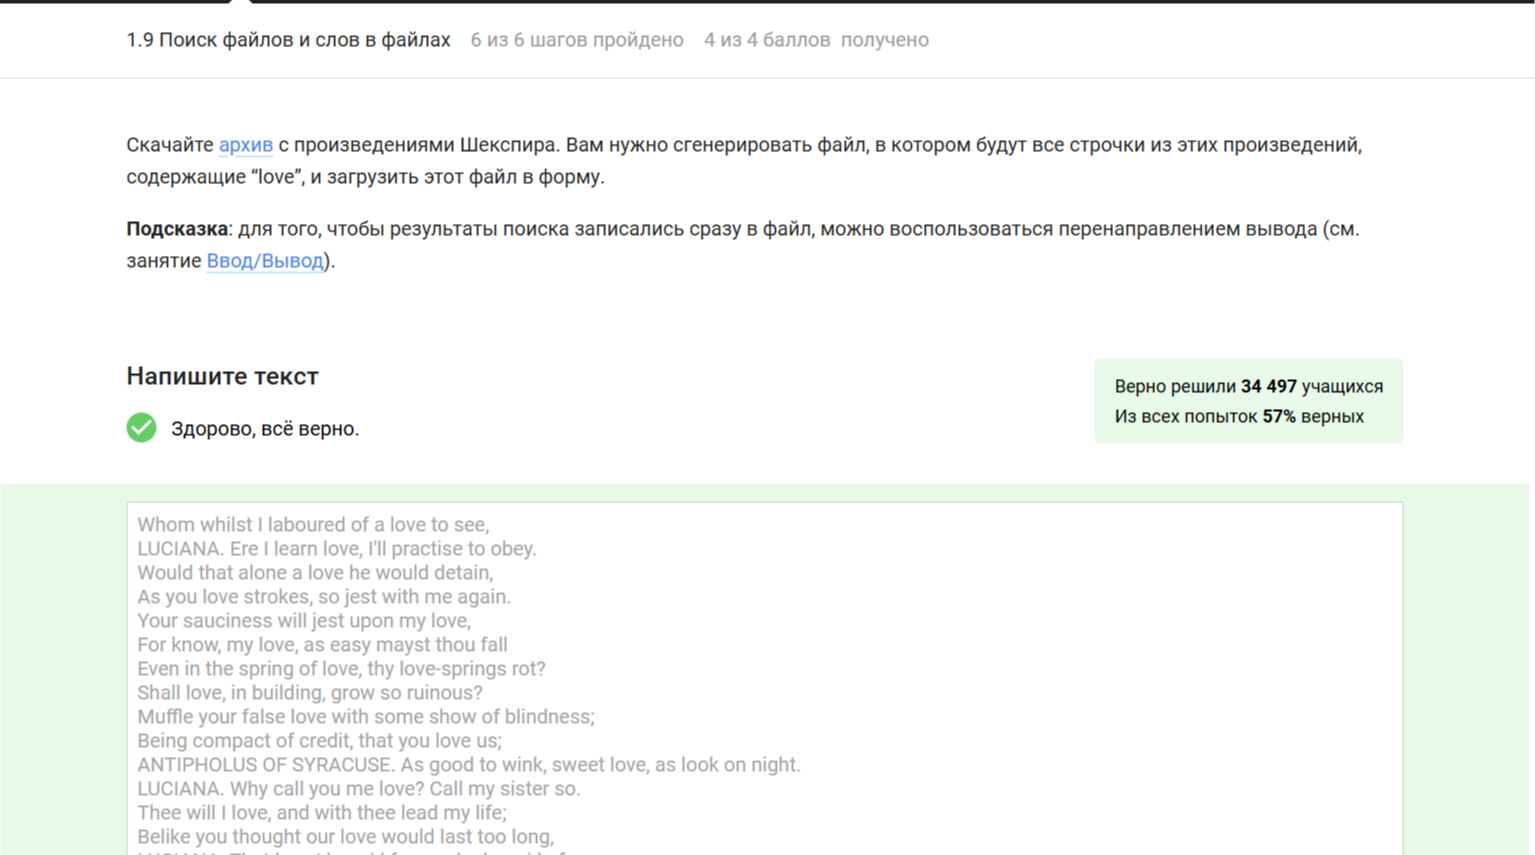 1.9 Поиск файлов и слов в файлах 6 из 6 шагов пройдено 4 из 4 баллов получено
Скачайте архив с произведениями Шекспира. Вам нужно сгенерировать файл, в котором будут все строчки из этих произведений,
содержащие “love”, и загрузить этот файл в форму.
Подсказка: для того, чтобы результаты поиска записались сразу в файл, можно воспользоваться перенаправлением вывода (см.
занятие Ввод/Вывод).
Напишите текст
Здорово, всё верно.
Верно решили 34 497 учащихся
Из всех попыток 57% верных
Whom whilst I laboured of a love to see,
LUCIANA. Ere I learn love, I'll practise to obey.
Would that alone a love he would detain,
As you love strokes, so jest with me again.
Your sauciness will jest upon my love,
For know, my love, as easy mayst thou fall
Even in the spring of love, thy love-springs rot?
Shall love, in building, grow so ruinous?
Muffle your false love with some show of blindness;
Being compact of credit, that you love us;
ANTIPHOLUS OF SYRACUSE. As good to wink, sweet love, as look on night.
LUCIANA. Why call you me love? Call my sister so.
Thee will I love, and with thee lead my life;
Belike you thought our love would last too long,